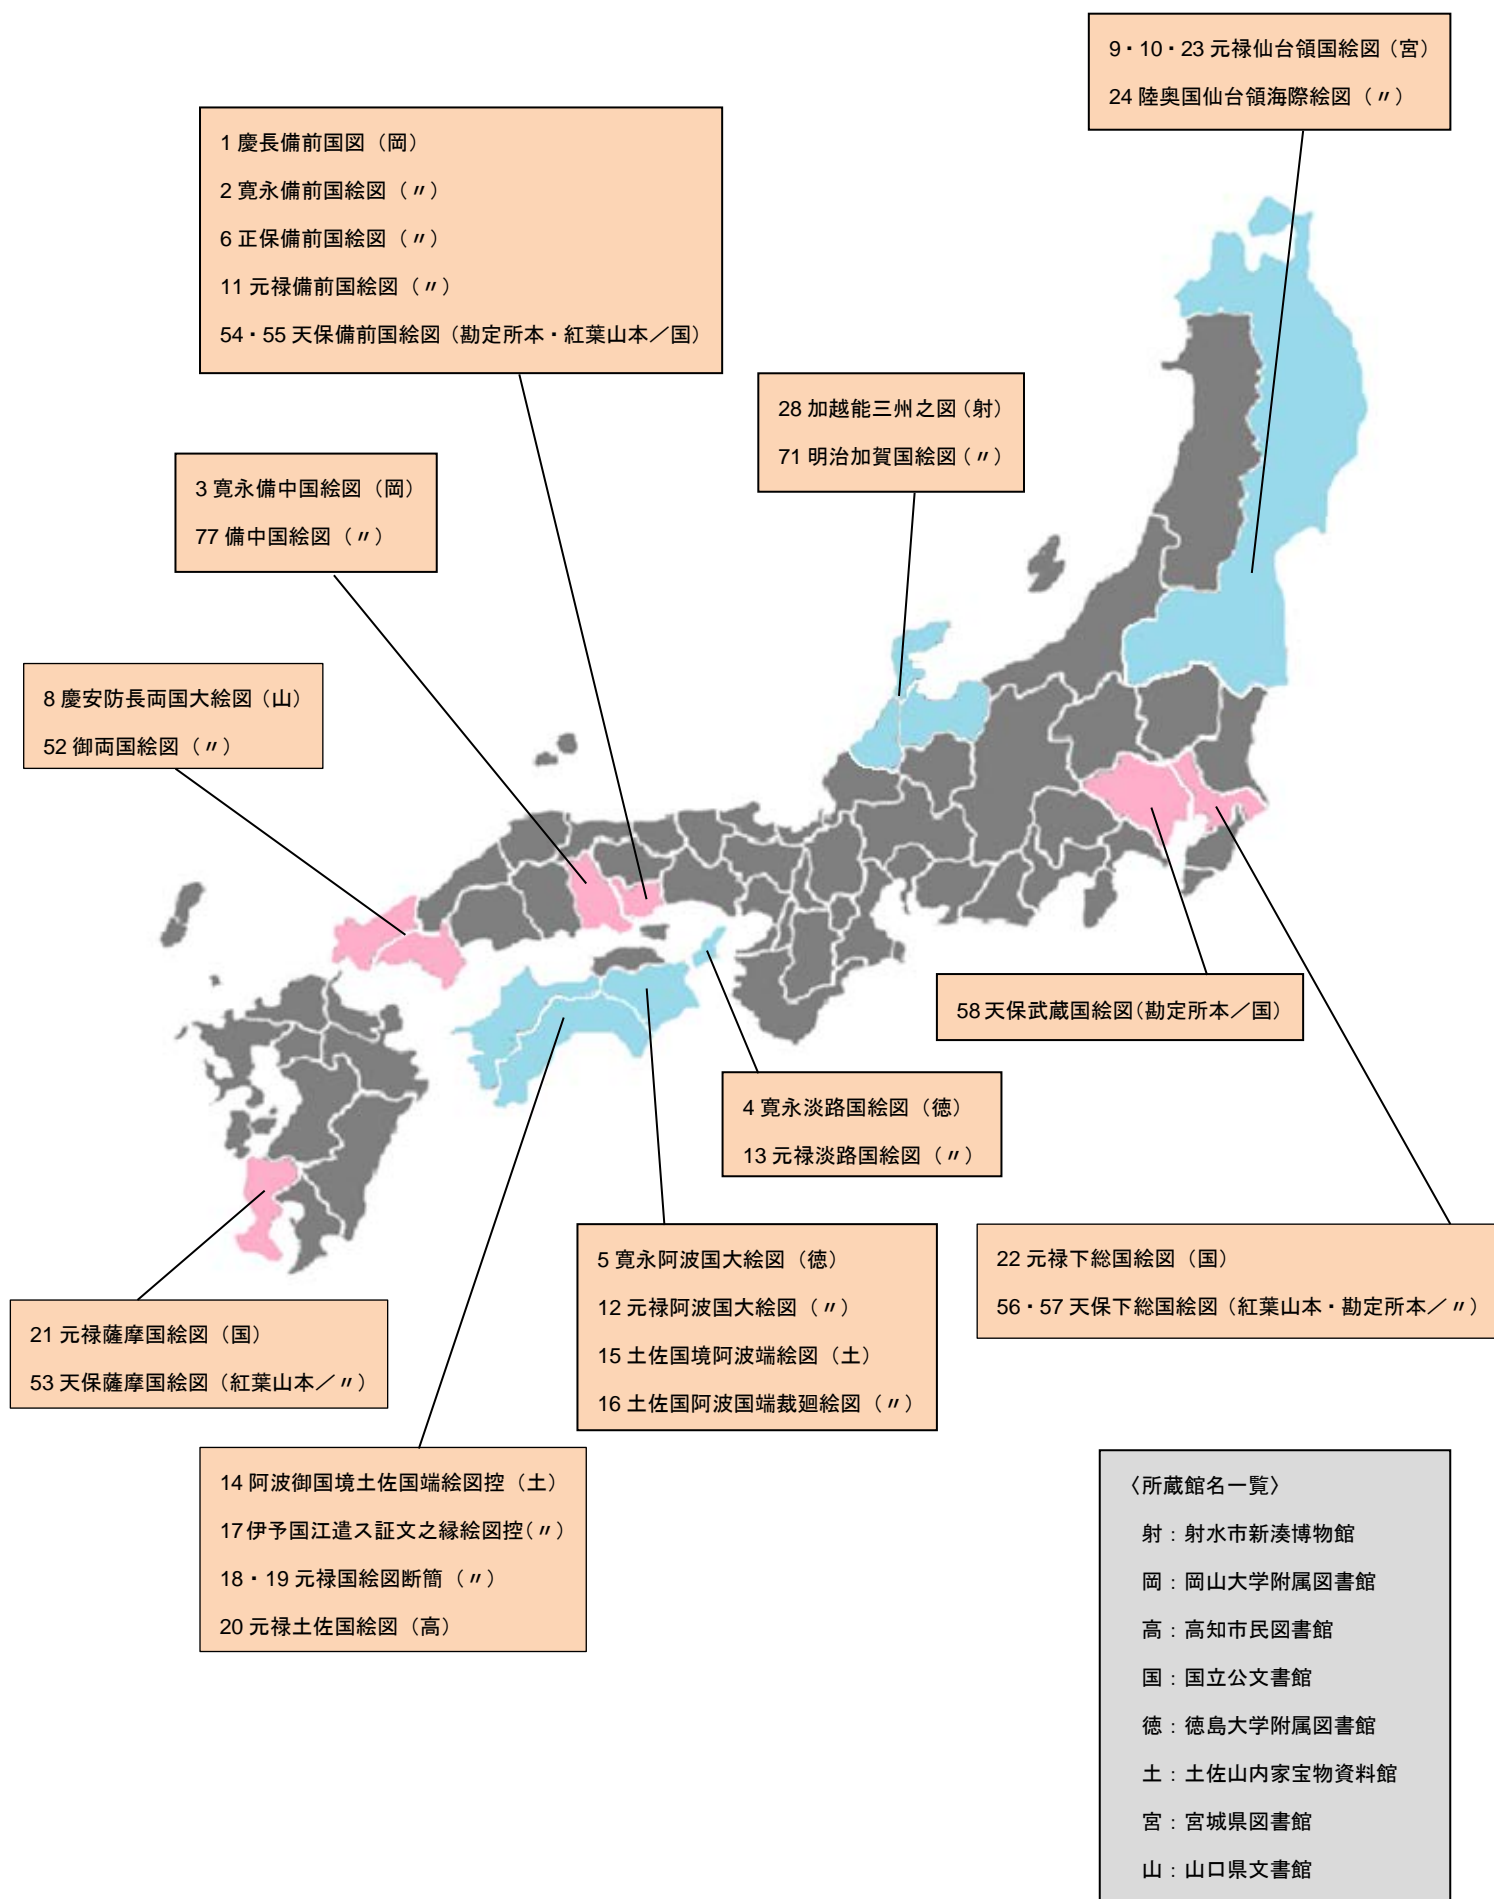 9・10・23 元禄仙台領国絵図（宮）
24 陸奥国仙台領海際絵図（〃）
1 慶長備前国図（岡）
2 寛永備前国絵図（〃）
6 正保備前国絵図（〃）
11 元禄備前国絵図（〃）
54・55 天保備前国絵図（勘定所本・紅葉山本／国）
28 加越能三州之図（射）
71 明治加賀国絵図（〃）
3 寛永備中国絵図（岡）
77 備中国絵図（〃）
8 慶安防長両国大絵図（山）
52 御両国絵図（〃）
58 天保武蔵国絵図（勘定所本／国）
4 寛永淡路国絵図（徳）
13 元禄淡路国絵図（〃）
5 寛永阿波国大絵図（徳）
12 元禄阿波国大絵図（〃）
15 土佐国境阿波端絵図（土）
16 土佐国阿波国端裁廻絵図（〃）
22 元禄下総国絵図（国）
56・57 天保下総国絵図（紅葉山本・勘定所本／〃）
21 元禄薩摩国絵図（国）
53 天保薩摩国絵図（紅葉山本／〃）
14 阿波御国境土佐国端絵図控（土）
17 伊予国江遣ス証文之縁絵図控（〃）
18・19 元禄国絵図断簡（〃）
20 元禄土佐国絵図（高）
〈所蔵館名一覧〉
射：射水市新湊博物館
岡：岡山大学附属図書館
高：高知市民図書館
国：国立公文書館
徳：徳島大学附属図書館
土：土佐山内家宝物資料館
宮：宮城県図書館
山：山口県文書館